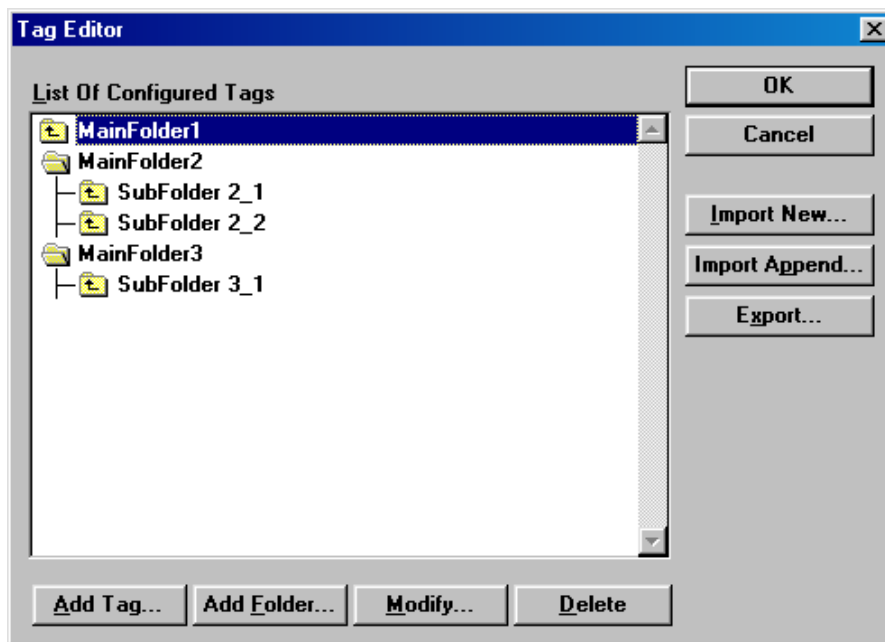 Tag Editor
List Of Configured Tags
MainFolder1
MainFolder2
SubFolder 2_1
SubFolder 2_2
MainFolder3
SubFolder 3_1
OK
Cancel
Import New...
Import Append...
Export...
Add Tag...
Add Folder...
Modify...
Delete